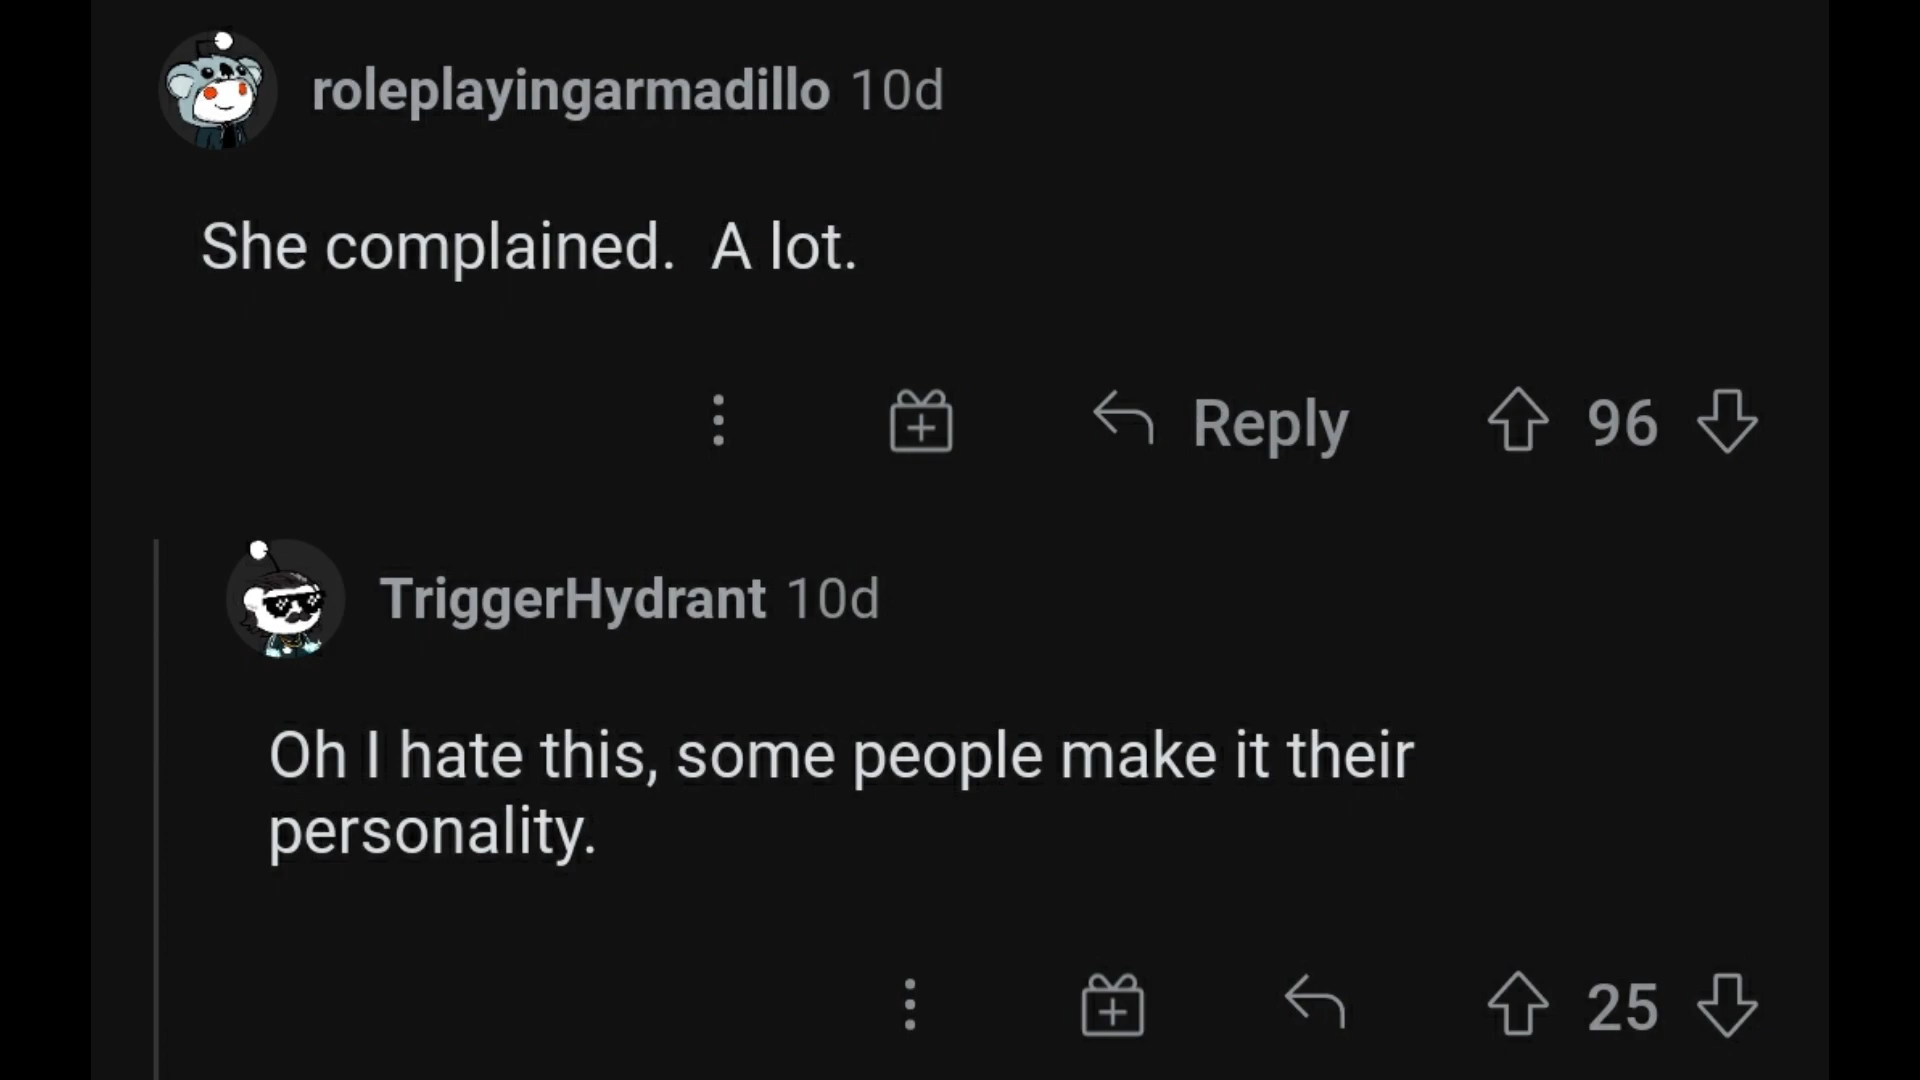 roleplayingarmadillo 10d
She complained.  A lot.
Reply 96
TriggerHydrant 10d
Oh I hate this, some people make it their
personality.
25